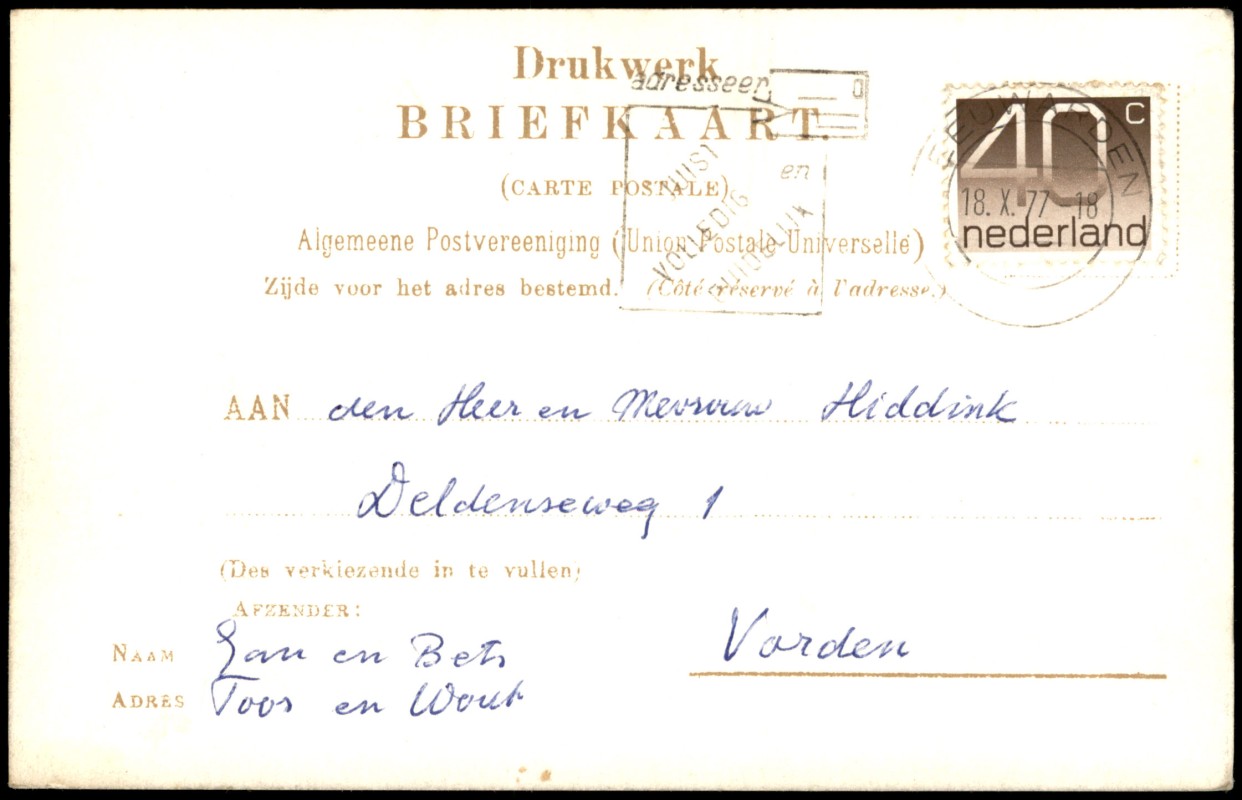 Drukwerk
BRIEFKAART.
(CARTE POSTALE)
Algemeene Postvereeniging (Union Postale Universelle)
Zijde voor het adres bestemd. (Côté réservé à l'adresse.)
adresseer
JUIST
en
VOLLEDIG
DUIDELIJK
40 C
nederland
LEEUWARDEN
18. X. 77 -18
AAN den Heer en Mevrouw Hiddink
Deldenseweg 1
(Des verkiezende in te vullen)
AFZENDER:
NAAM Jan en Bets
ADRES Toos en Wout
Vorden